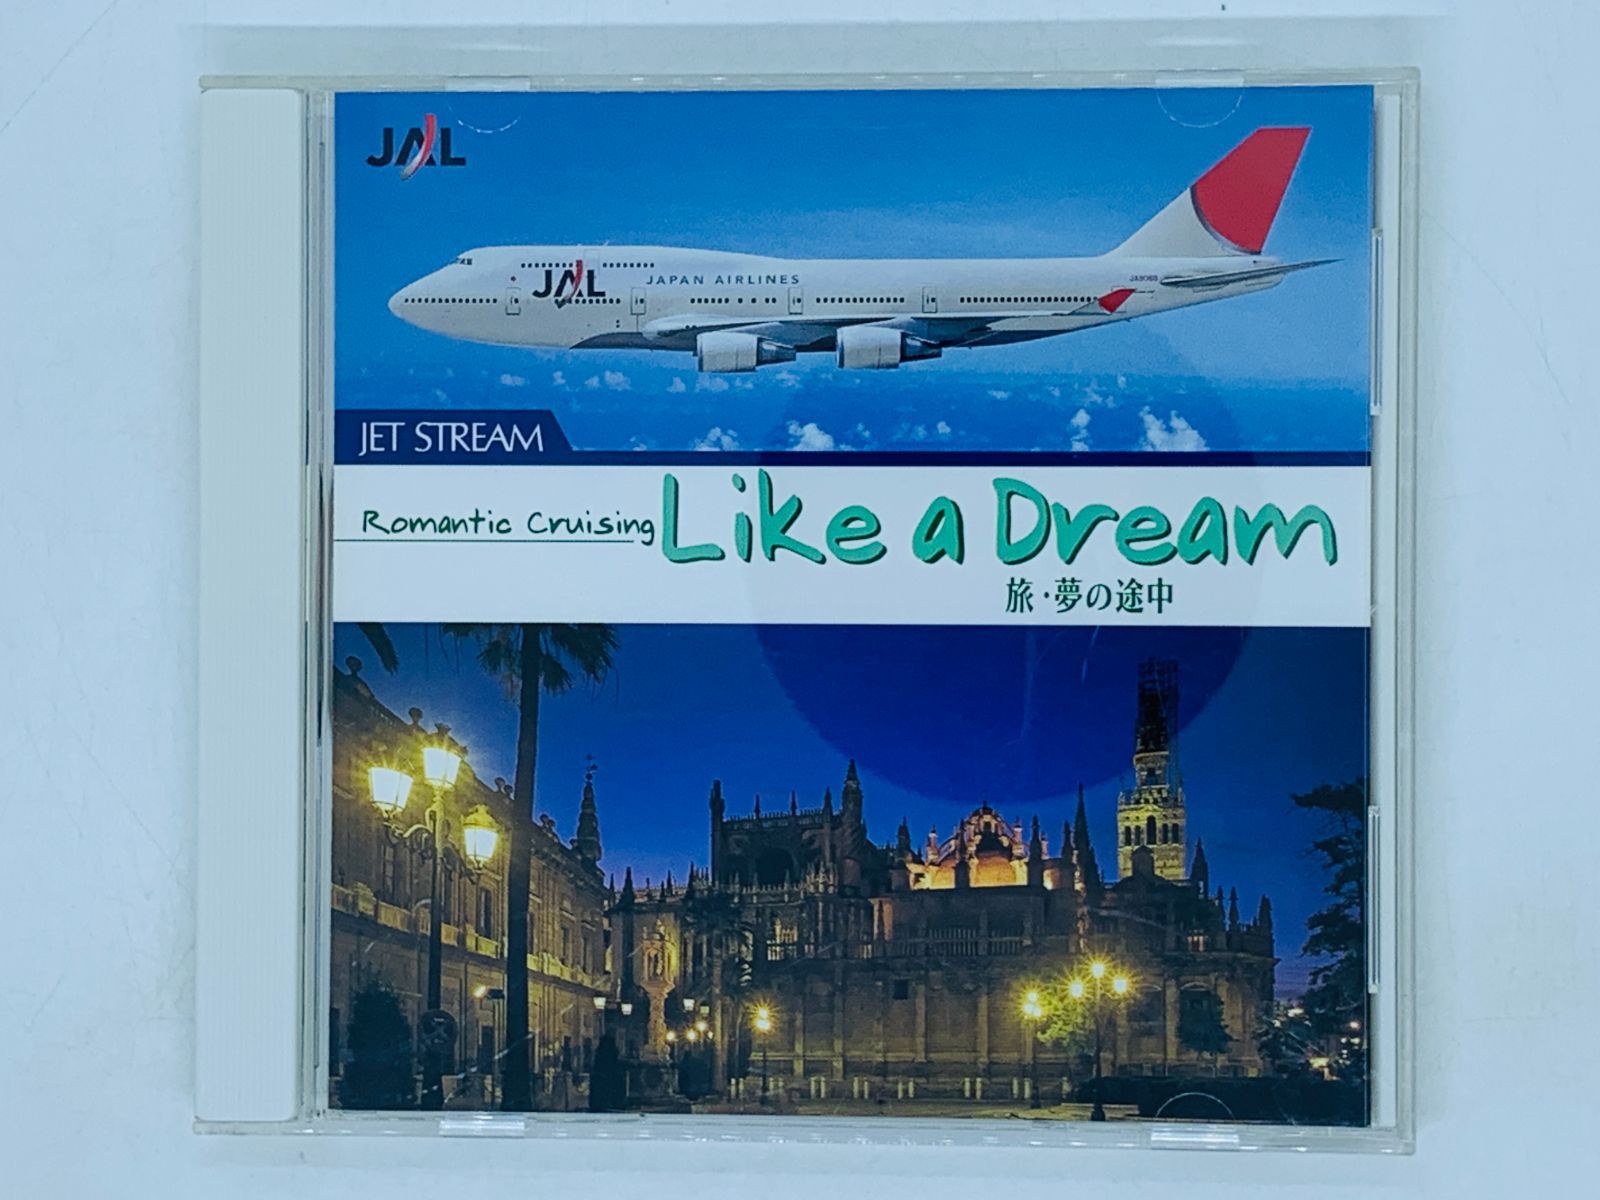 JAL
JAL JAPAN AIRLINES
JET STREAM
Romantic Cruising Like a Dream
旅・夢の途中